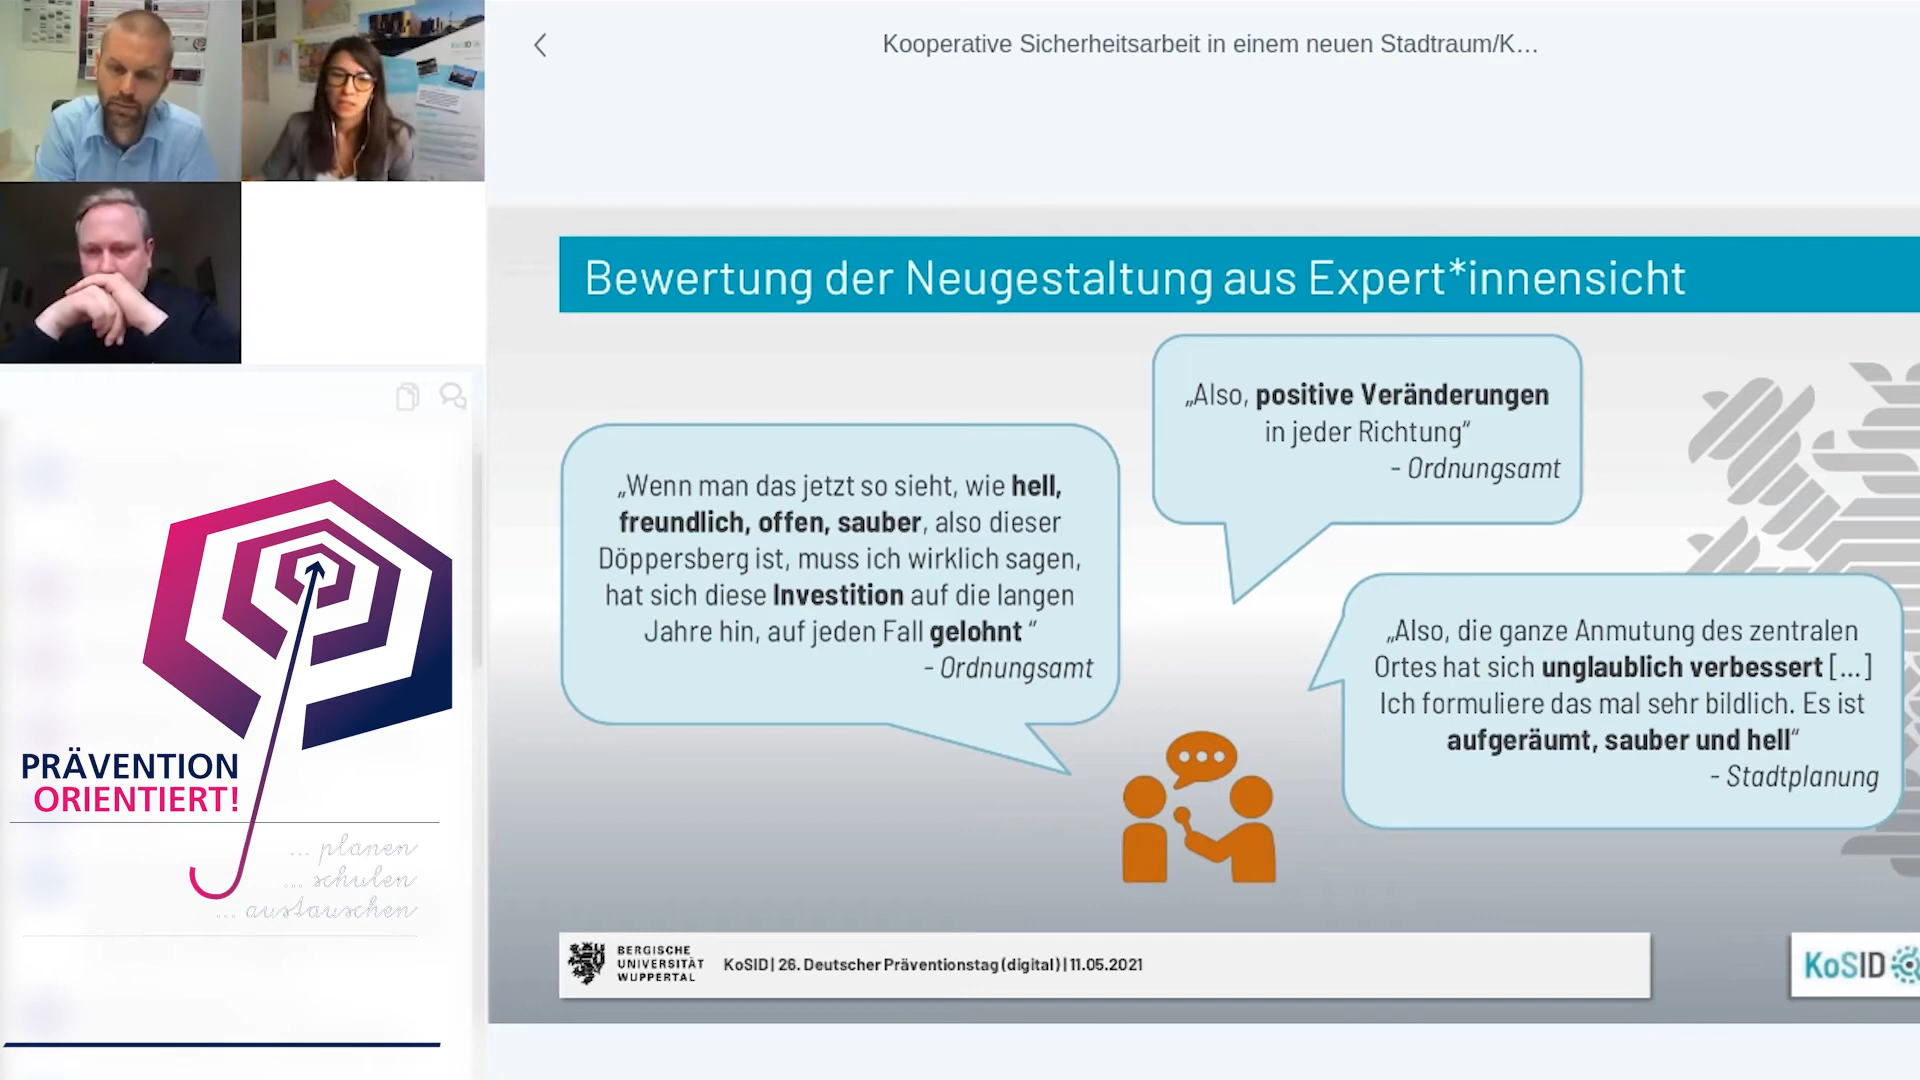 Kooperative Sicherheitsarbeit in einem neuen Stadtraum/K…
KoSID
Bewertung der Neugestaltung aus Expert*innensicht
„Also, positive Veränderungen
in jeder Richtung“
- Ordnungsamt
„Wenn man das jetzt so sieht, wie hell,
freundlich, offen, sauber, also dieser
Döppersberg ist, muss ich wirklich sagen,
hat sich diese Investition auf die langen
Jahre hin, auf jeden Fall gelohnt “
- Ordnungsamt
„Also, die ganze Anmutung des zentralen
Ortes hat sich unglaublich verbessert [...]
Ich formuliere das mal sehr bildlich. Es ist
aufgeräumt, sauber und hell“
- Stadtplanung
PRÄVENTION
ORIENTIERT!
... planen
... schulen
... austauschen
BERGISCHE
UNIVERSITÄT
WUPPERTAL
KoSID | 26. Deutscher Präventionstag (digital) | 11.05.2021
KoSID